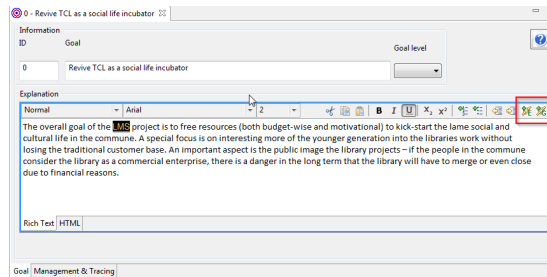 0 - Revive TCL as a social life incubator
Information
ID Goal Goal level
0 Revive TCL as a social life incubator
Explanation
Normal Arial 2 B I U X₂ X²
The overall goal of the LMS project is to free resources (both budget-wise and motivational) to kick-start the lame social and
cultural life in the commune. A special focus is on interesting more of the younger generation into the libraries work without
losing the traditional customer base. An important aspect is the public image the library projects – if the people in the commune
consider the library as a commercial enterprise, there is a danger in the long term that the library will have to merge or even close
due to financial reasons.
Rich Text HTML
Goal Management & Tracing